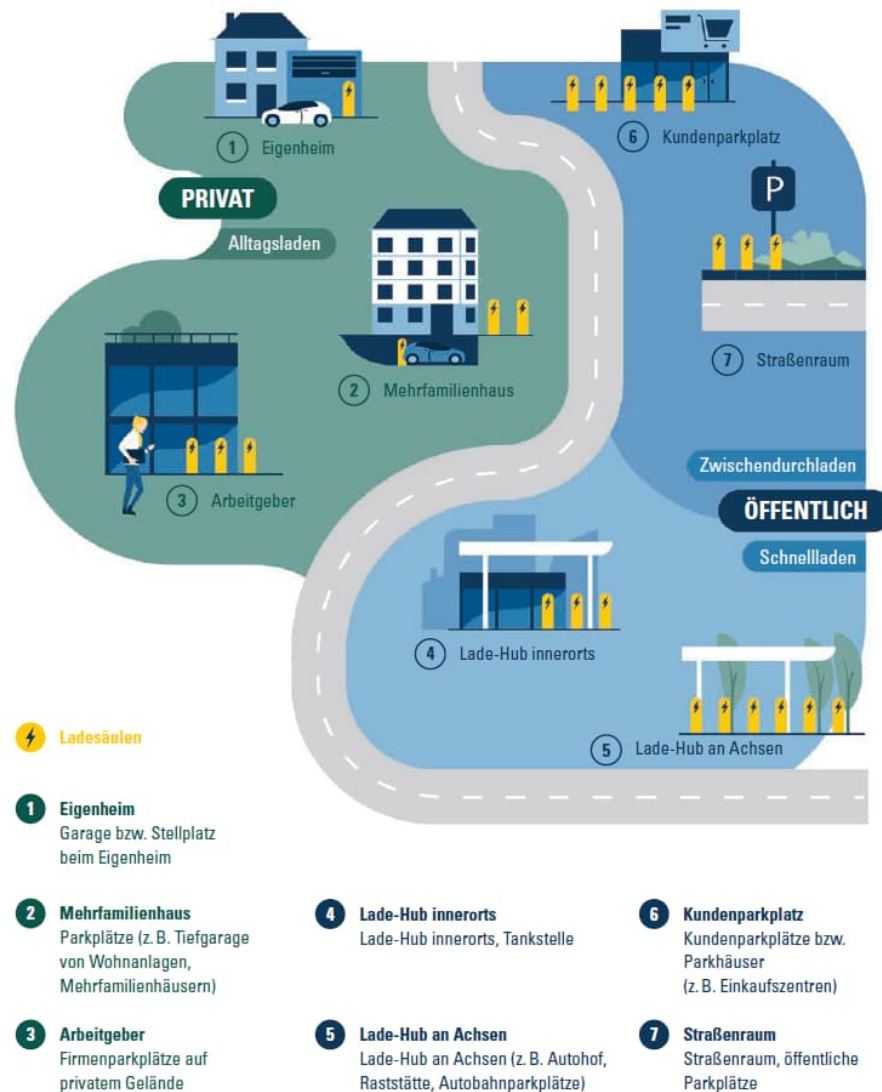 1 Eigenheim
PRIVAT
Alltagsladen
2 Mehrfamilienhaus
3 Arbeitgeber
6 Kundenparkplatz
P
7 Straßenraum
Zwischendurchladen
ÖFFENTLICH
Schnellladen
4 Lade-Hub innerorts
5 Lade-Hub an Achsen
Ladesäulen
1 Eigenheim
Garage bzw. Stellplatz
beim Eigenheim
2 Mehrfamilienhaus
Parkplätze (z. B. Tiefgarage
von Wohnanlagen,
Mehrfamilienhäusern)
3 Arbeitgeber
Firmenparkplätze auf
privatem Gelände
4 Lade-Hub innerorts
Lade-Hub innerorts, Tankstelle
5 Lade-Hub an Achsen
Lade-Hub an Achsen (z. B. Autohof,
Raststätte, Autobahnparkplätze)
6 Kundenparkplatz
Kundenparkplätze bzw.
Parkhäuser
(z. B. Einkaufszentren)
7 Straßenraum
Straßenraum, öffentliche
Parkplätze